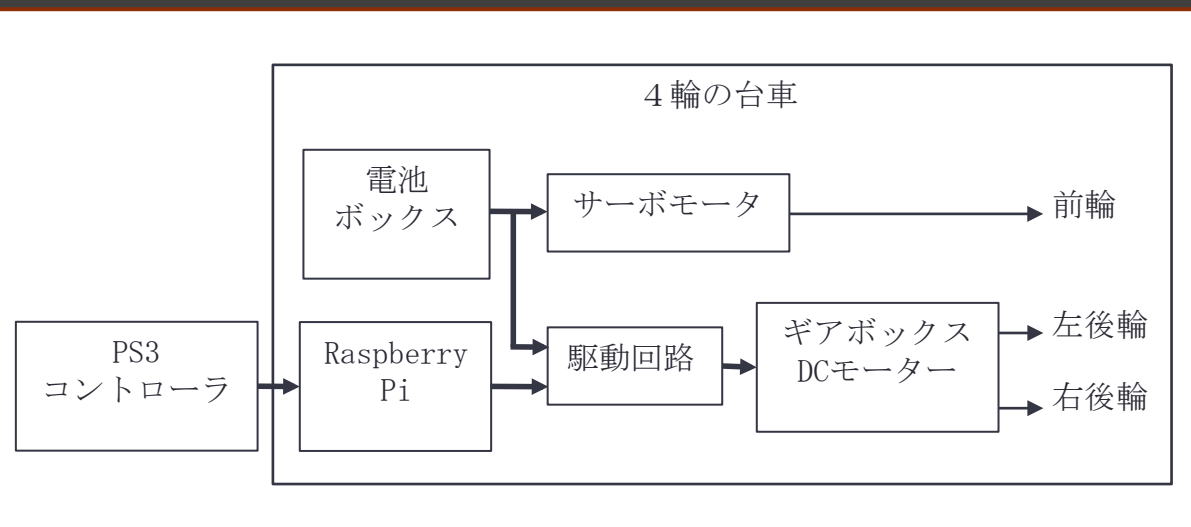 ４輪の台車
電池
ボックス
サーボモータ
前輪
PS3
コントローラ
Raspberry
Pi
駆動回路
ギアボックス
DCモーター
左後輪
右後輪